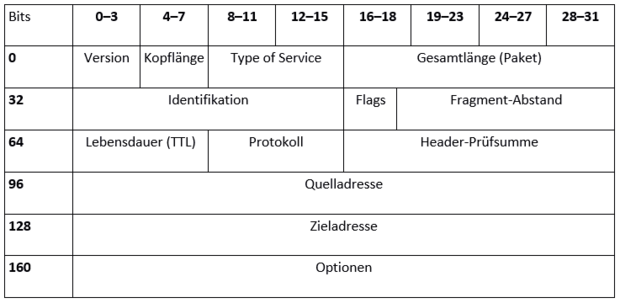 Bits 0–3 4–7 8–11 12–15 16–18 19–23 24–27 28–31
0 Version Kopflänge Type of Service Gesamtlänge (Paket)
32 Identifikation Flags Fragment-Abstand
64 Lebensdauer (TTL) Protokoll Header-Prüfsumme
96 Quelladresse
128 Zieladresse
160 Optionen